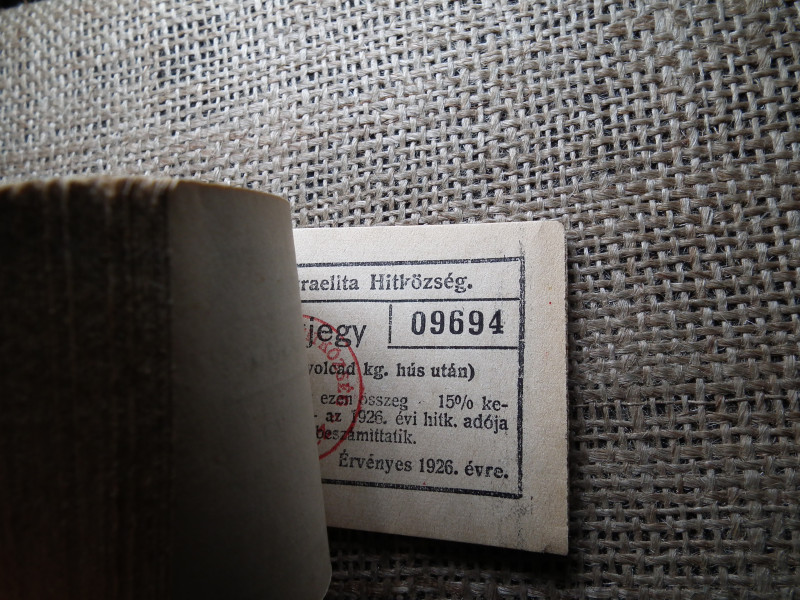 raelita Hitközség.
jegy 09694
yolcad kg. hús után)
ezen összeg - 15% ke-
- az 1926. évi hitk. adója
beszámittatik.
Érvényes 1926. évre.